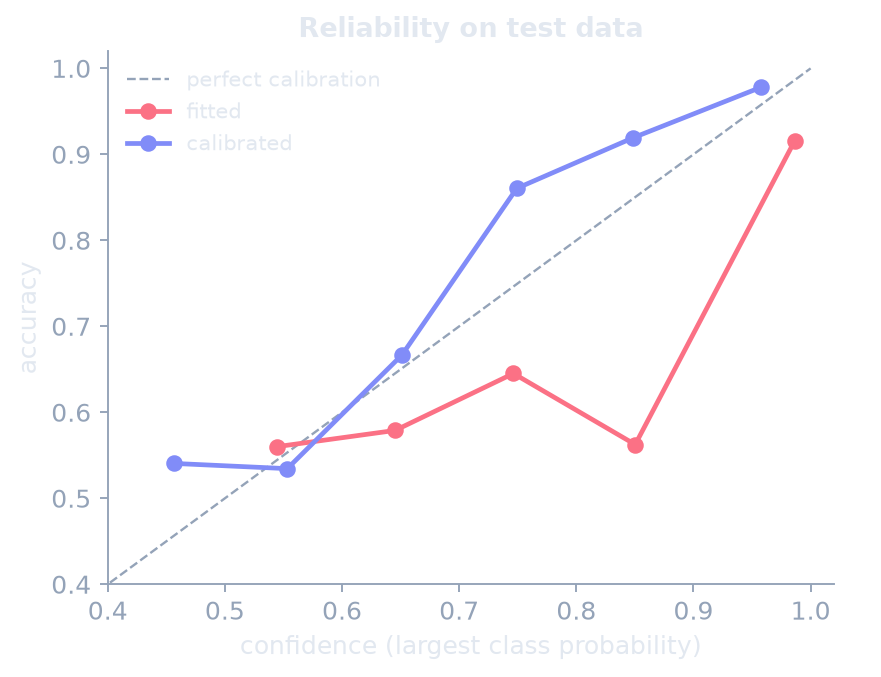 Reliability on test data
perfect calibration
fitted
calibrated
accuracy
1.0
0.9
0.8
0.7
0.6
0.5
0.4
0.4 0.5 0.6 0.7 0.8 0.9 1.0
confidence (largest class probability)